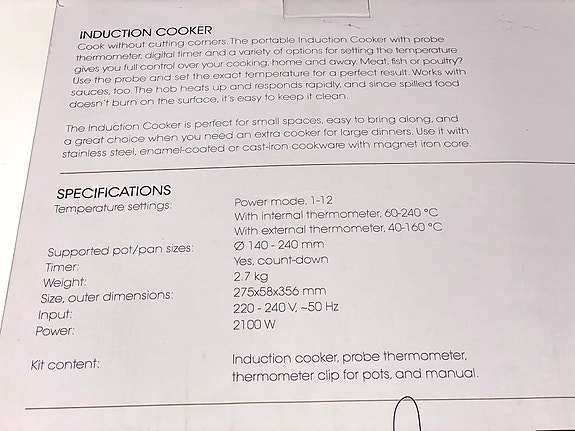 INDUCTION COOKER
Cook without cutting corners. The portable Induction Cooker with probe
thermometer, digital timer and a variety of options for setting the temperature
gives you full control over your cooking, home and away. Meat, fish or poultry?
Use the probe and set the exact temperature for a perfect result. Works with
sauces, too. The hob heats up and responds rapidly, and since spilled food
doesn't burn on the surface, it's easy to keep it clean.
The Induction Cooker is perfect for small spaces, easy to bring along, and
a great choice when you need an extra cooker for large dinners. Use it with
stainless steel, enamel-coated or cast-iron cookware with magnet iron core.
SPECIFICATIONS
Temperature settings: Power mode, 1-12
With internal thermometer, 60-240 °C
With external thermometer, 40-160 °C
Supported pot/pan sizes: Ø 140 - 240 mm
Timer: Yes, count-down
Weight: 2.7 kg
Size, outer dimensions: 275x58x356 mm
Input: 220 - 240 V, ~50 Hz
Power: 2100 W
Kit content: Induction cooker, probe thermometer,
thermometer clip for pots, and manual.